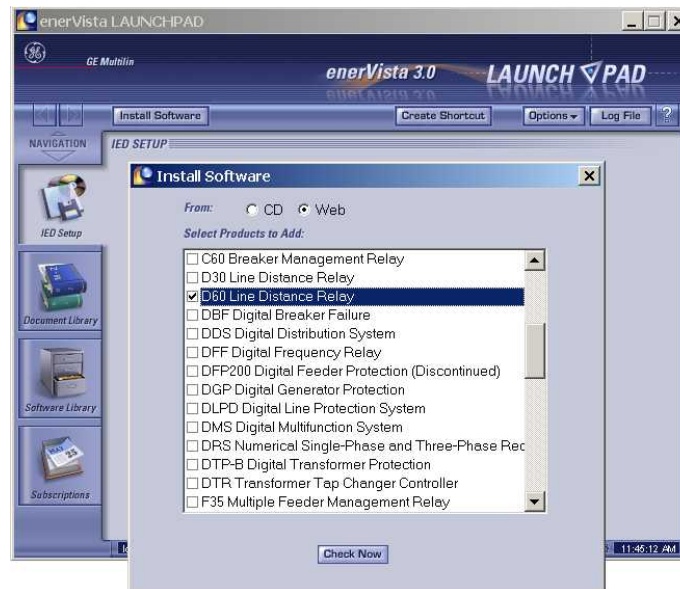 enerVista LAUNCHPAD
GE Multilin
enerVista 3.0 LAUNCH PAD
Install Software Create Shortcut Options Log File ?
NAVIGATION
IED SETUP
IED Setup
Document Library
Software Library
Subscriptions
Install Software
From: CD Web
Select Products to Add:
C60 Breaker Management Relay
D30 Line Distance Relay
D60 Line Distance Relay
DBF Digital Breaker Failure
DDS Digital Distribution System
DFF Digital Frequency Relay
DFP200 Digital Feeder Protection (Discontinued)
DGP Digital Generator Protection
DLPD Digital Line Protection System
DMS Digital Multifunction System
DRS Numerical Single-Phase and Three-Phase Rec
DTP-B Digital Transformer Protection
DTR Transformer Tap Changer Controller
F35 Multiple Feeder Management Relay
Check Now
11:45:12 AM